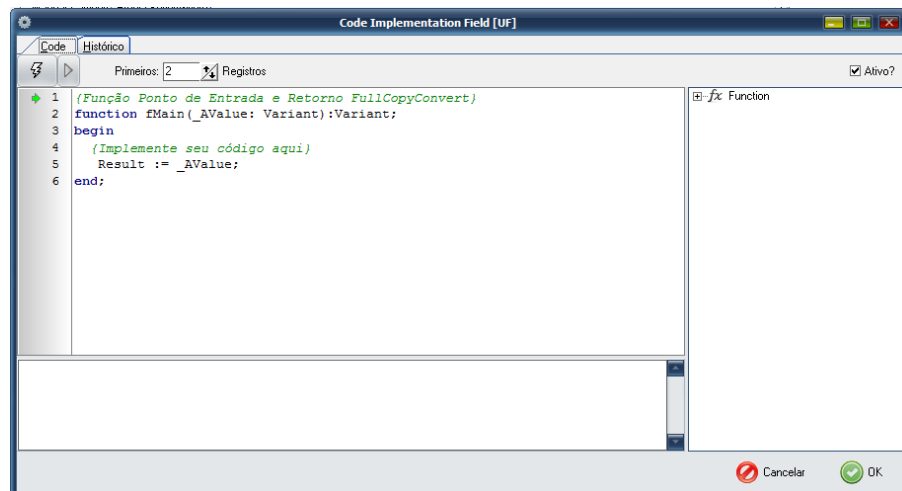 Code Implementation Field [UF]
Code Histórico
Primeiros: 2 Registros Ativo?
1 {Função Ponto de Entrada e Retorno FullCopyConvert}
2 function fMain(_AValue: Variant):Variant;
3 begin
4 {Implemente seu código aqui}
5 Result := _AValue;
6 end;
fx Function
Cancelar OK